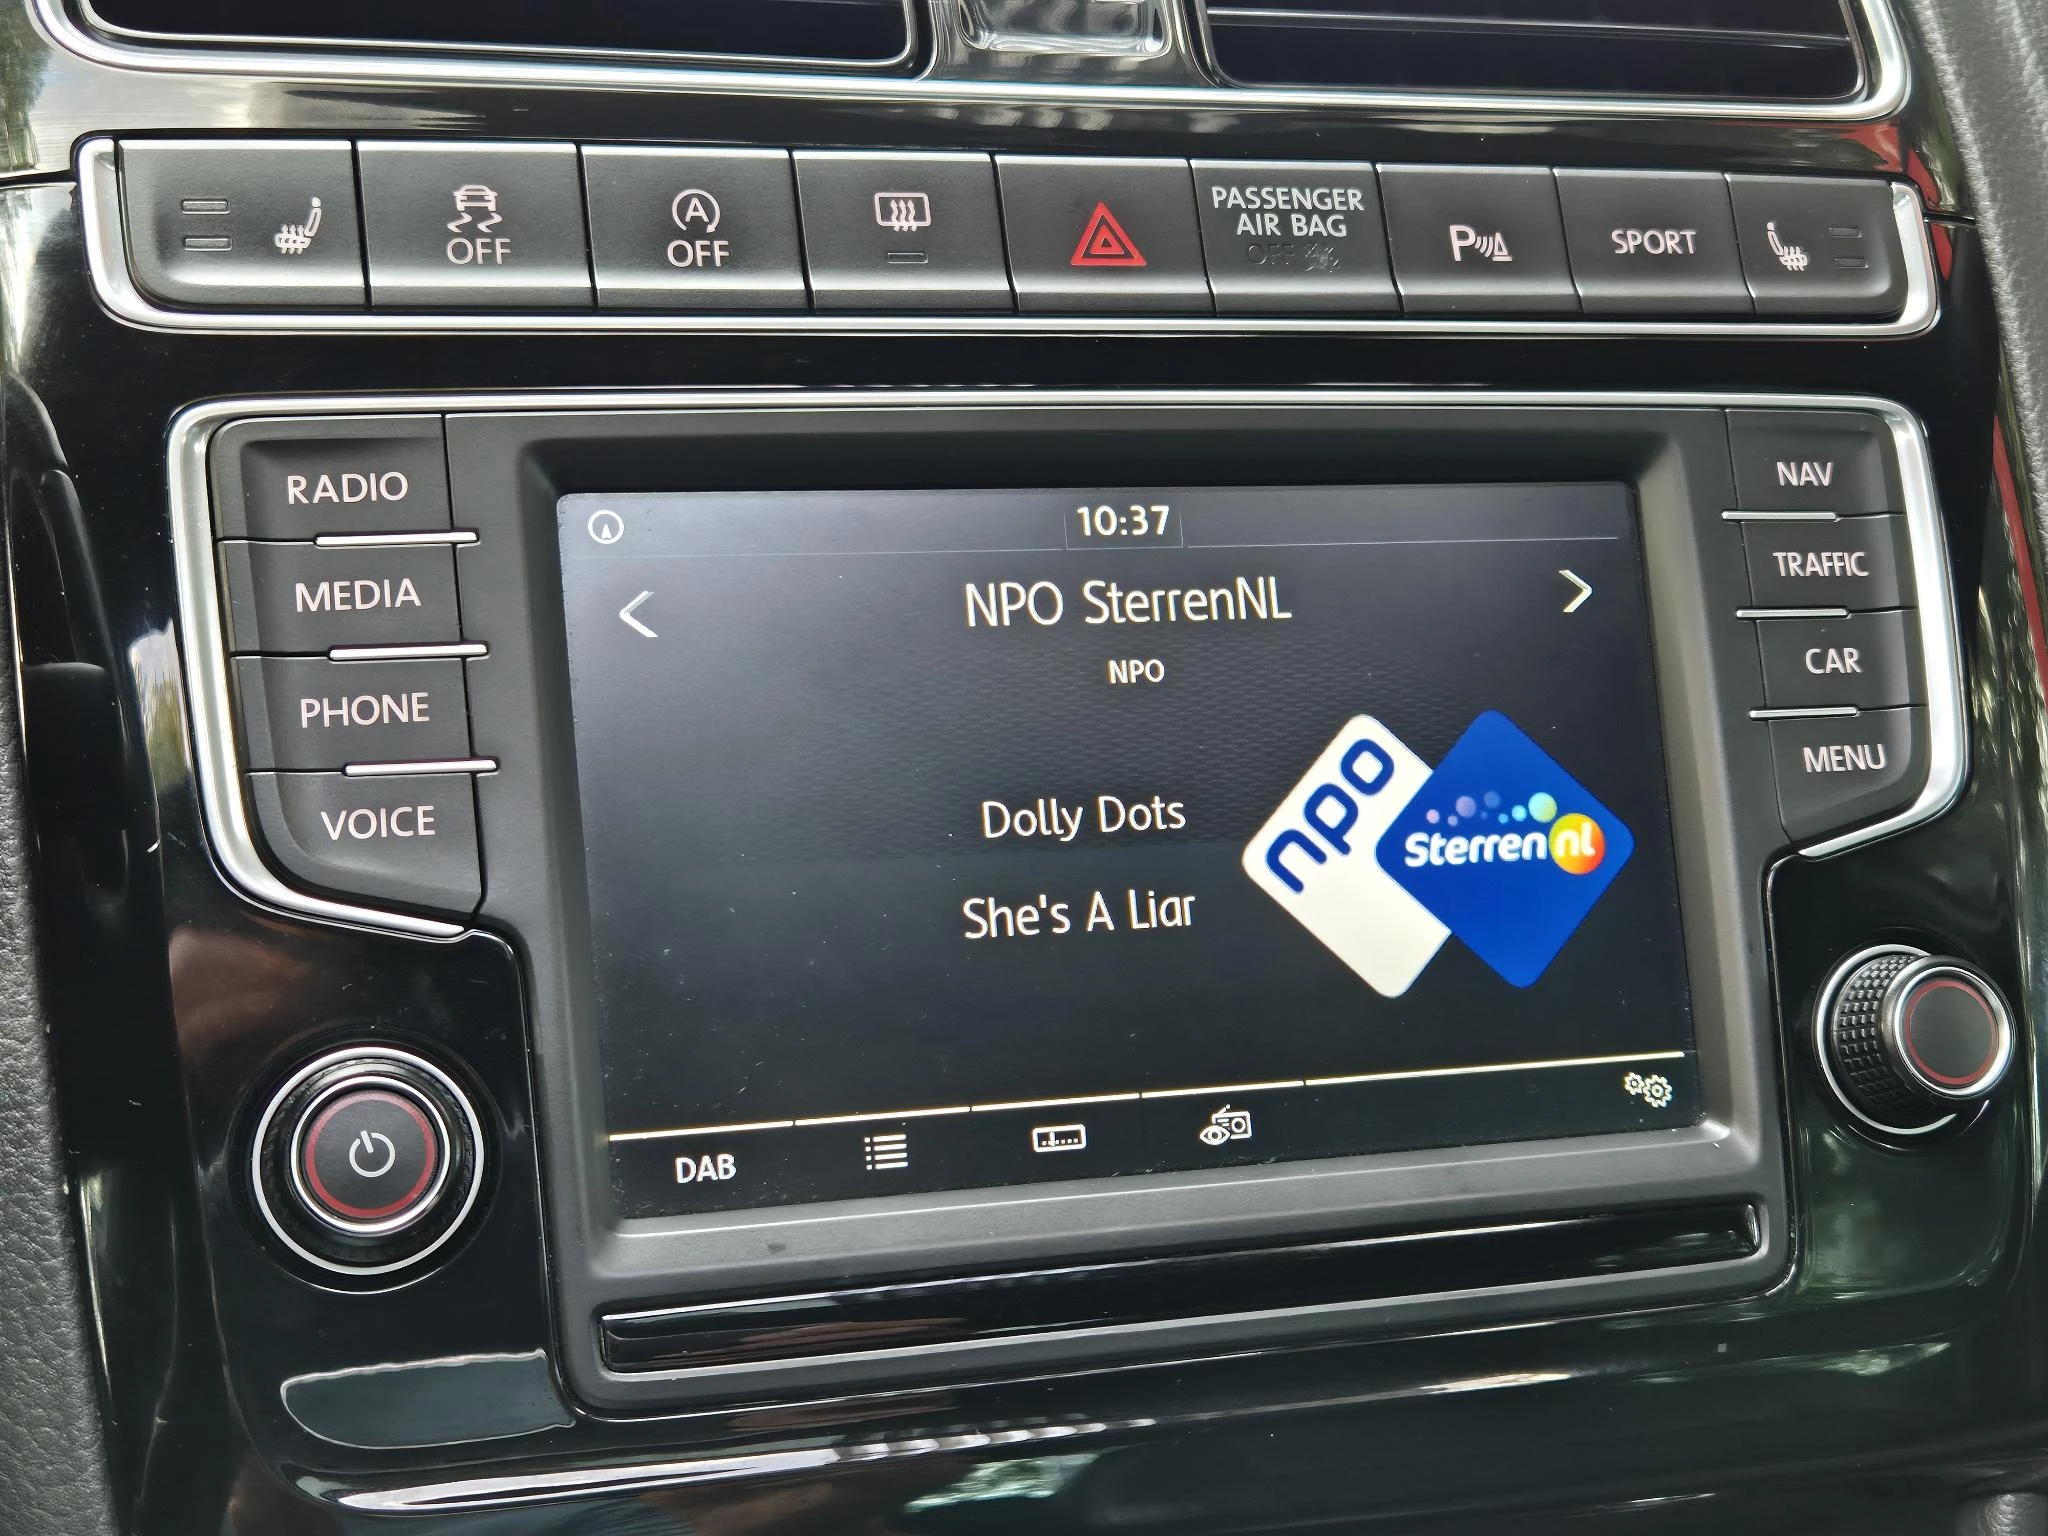 OFF
A
OFF
PASSENGER
AIR BAG
OFF
P
SPORT
RADIO
MEDIA
PHONE
VOICE
10:37
NPO SterrenNL
NPO
Dolly Dots
She's A Liar
npo
Sterren nl
DAB
NAV
TRAFFIC
CAR
MENU